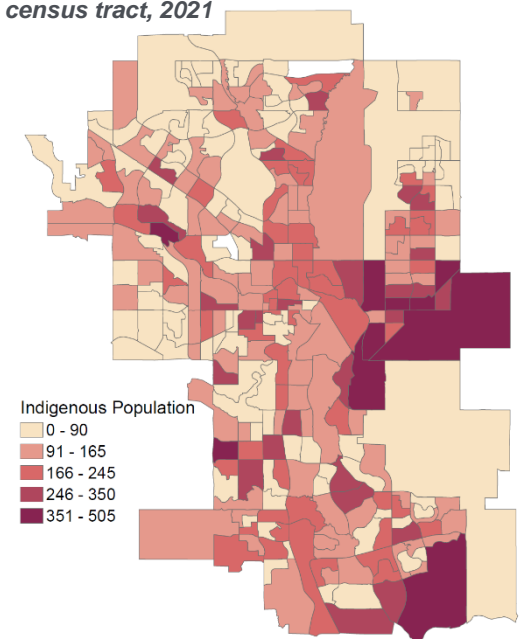 census tract, 2021
Indigenous Population
0 - 90
91 - 165
166 - 245
246 - 350
351 - 505